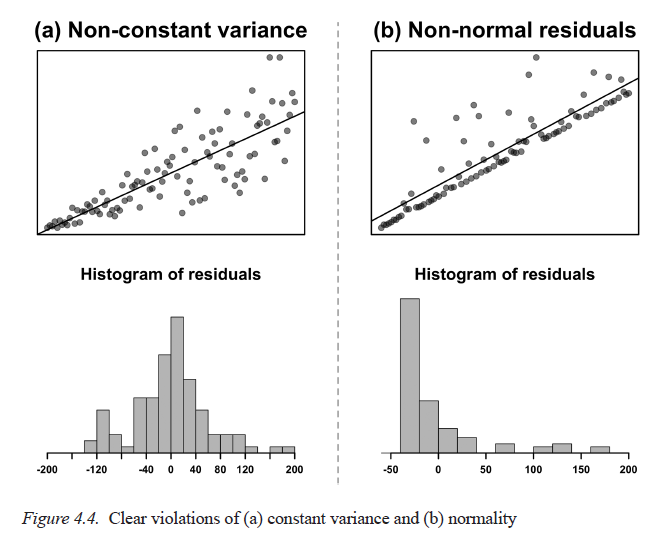 (a) Non-constant variance
(b) Non-normal residuals
Histogram of residuals
Histogram of residuals
-200 -120 -40 0 40 80 120 200
-50 0 50 100 150 200
Figure 4.4. Clear violations of (a) constant variance and (b) normality